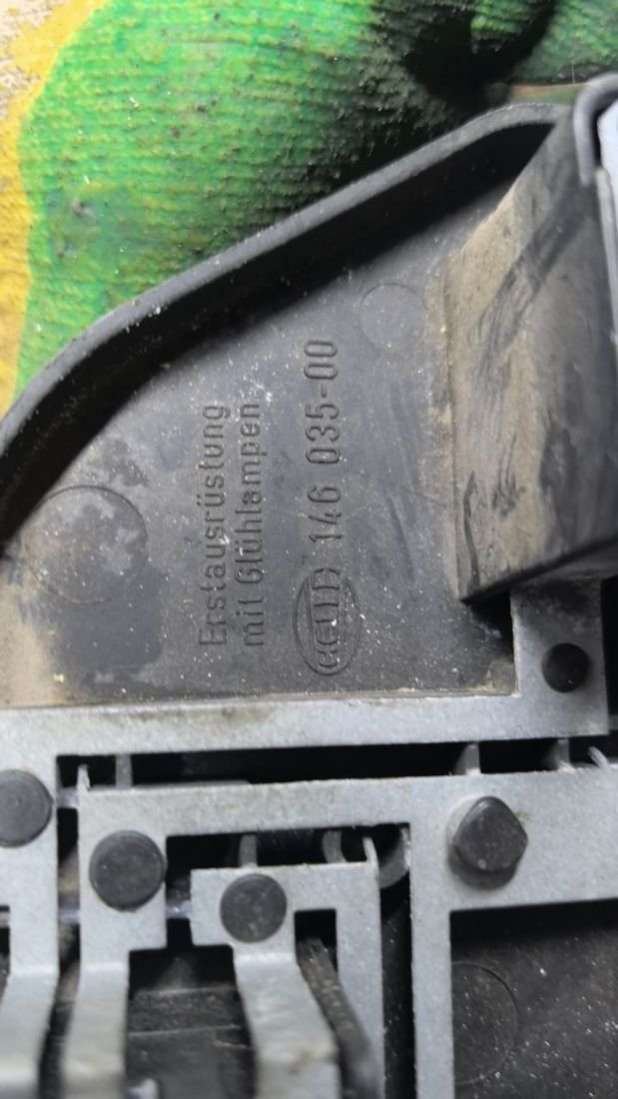 Erstausrüstung
mit Glühlampen
HELLA 146 035-00